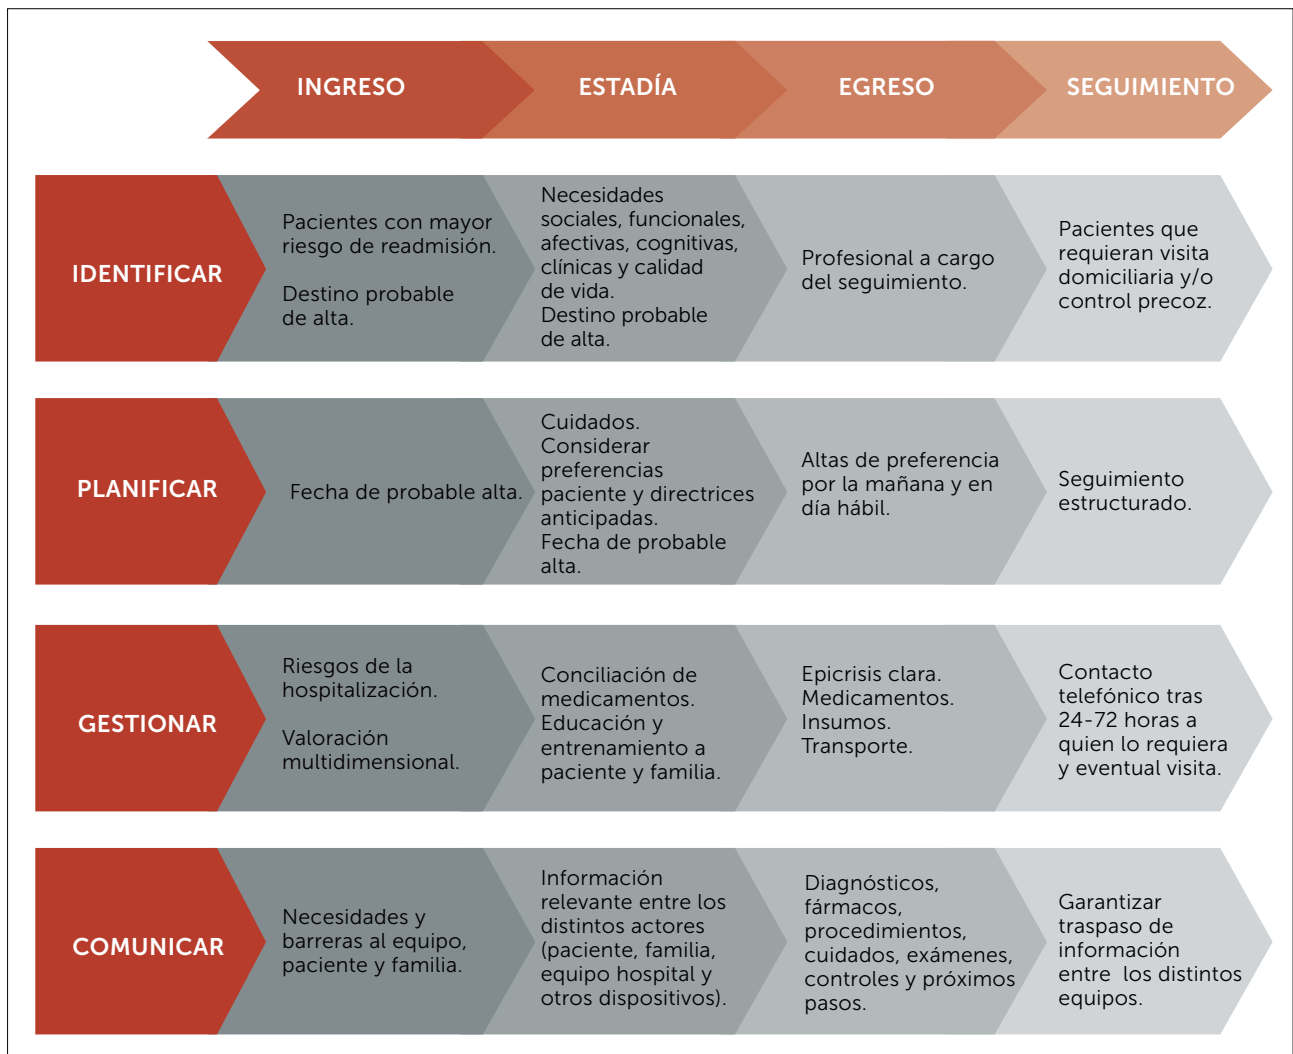 INGRESO
ESTADÍA
EGRESO
SEGUIMIENTO
IDENTIFICAR
Pacientes con mayor
riesgo de readmisión.
Destino probable
de alta.
Necesidades
sociales, funcionales,
afectivas, cognitivas,
clínicas y calidad
de vida.
Destino probable
de alta.
Profesional a cargo
del seguimiento.
Pacientes que
requieran visita
domiciliaria y/o
control precoz.
PLANIFICAR
Fecha de probable alta.
Cuidados.
Considerar
preferencias
paciente y directrices
anticipadas.
Fecha de probable
alta.
Altas de preferencia
por la mañana y en
día hábil.
Seguimiento
estructurado.
GESTIONAR
Riesgos de la
hospitalización.
Valoración
multidimensional.
Conciliación de
medicamentos.
Educación y
entrenamiento a
paciente y familia.
Epicrisis clara.
Medicamentos.
Insumos.
Transporte.
Contacto
telefónico tras
24-72 horas a
quien lo requiera
y eventual visita.
COMUNICAR
Necesidades y
barreras al equipo,
paciente y familia.
Información
relevante entre los
distintos actores
(paciente, familia,
equipo hospital y
otros dispositivos).
Diagnósticos,
fármacos,
procedimientos,
cuidados, exámenes,
controles y próximos
pasos.
Garantizar
traspaso de
información
entre los distintos
equipos.